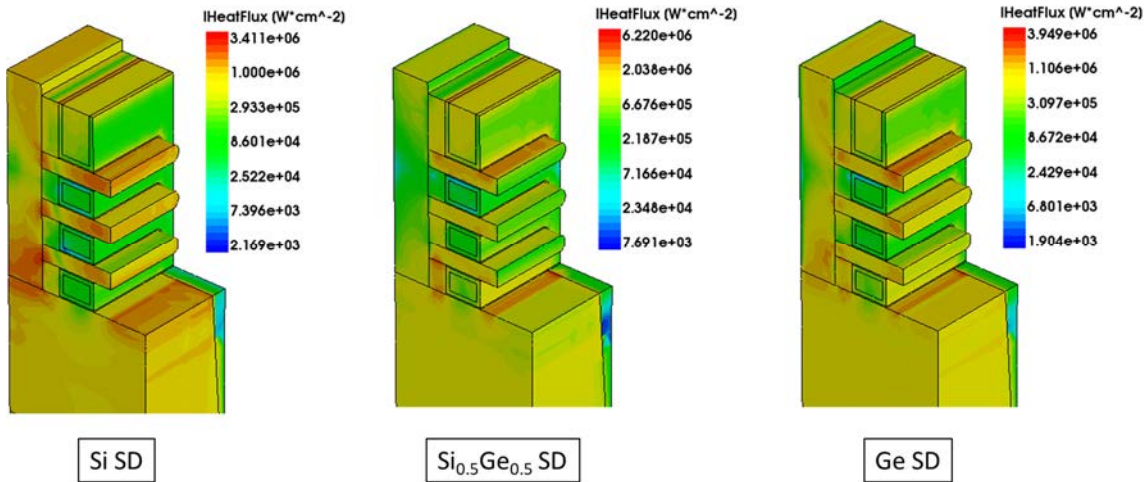 IHeatFlux (W*cm^-2)
3.411e+06
1.000e+06
2.933e+05
8.601e+04
2.522e+04
7.396e+03
2.169e+03
IHeatFlux (W*cm^-2)
6.220e+06
2.038e+06
6.676e+05
2.187e+05
7.166e+04
2.348e+04
7.691e+03
IHeatFlux (W*cm^-2)
3.949e+06
1.106e+06
3.097e+05
8.672e+04
2.429e+04
6.801e+03
1.904e+03
Si SD
Si₀.₅Ge₀.₅ SD
Ge SD